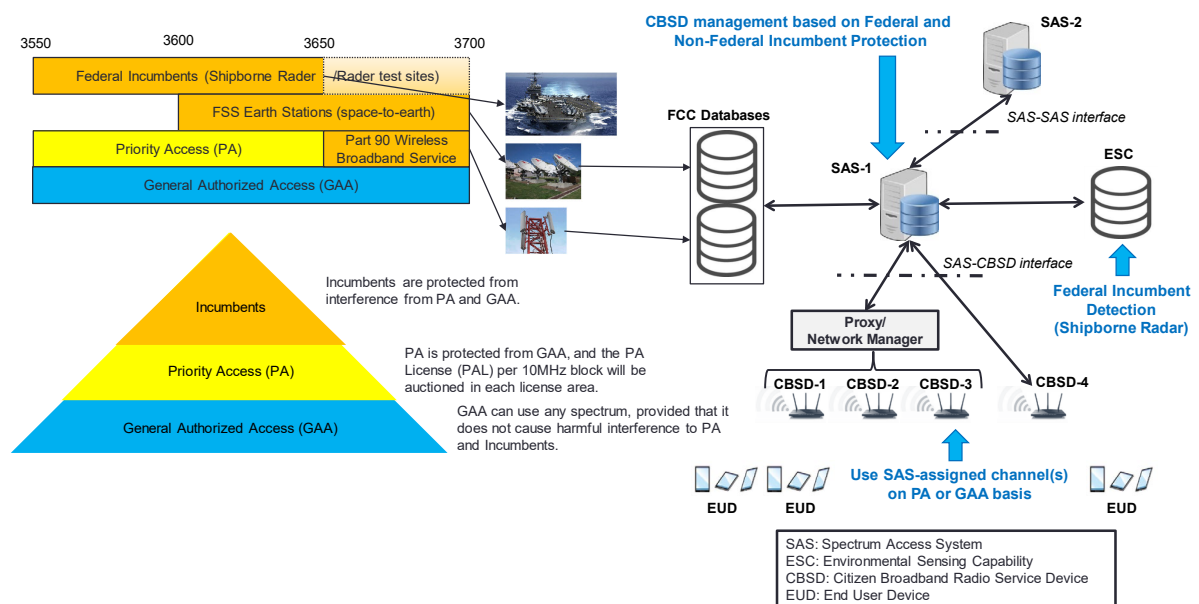 3550
3600
3650
3700
Federal Incumbents (Shipborne Rader /Rader test sites)
FSS Earth Stations (space-to-earth)
Priority Access (PA)
Part 90 Wireless
Broadband Service
General Authorized Access (GAA)
Incumbents
Priority Access (PA)
General Authorized Access (GAA)
Incumbents are protected from
interference from PA and GAA.
PA is protected from GAA, and the PA
License (PAL) per 10MHz block will be
auctioned in each license area.
GAA can use any spectrum, provided that it
does not cause harmful interference to PA
and Incumbents.
CBSD management based on Federal and
Non-Federal Incumbent Protection
SAS-2
FCC Databases
SAS-SAS interface
SAS-1
ESC
SAS-CBSD interface
Federal Incumbent
Detection
(Shipborne Radar)
Proxy/
Network Manager
CBSD-1
CBSD-2
CBSD-3
CBSD-4
Use SAS-assigned channel(s)
on PA or GAA basis
EUD
EUD
EUD
SAS: Spectrum Access System
ESC: Environmental Sensing Capability
CBSD: Citizen Broadband Radio Service Device
EUD: End User Device